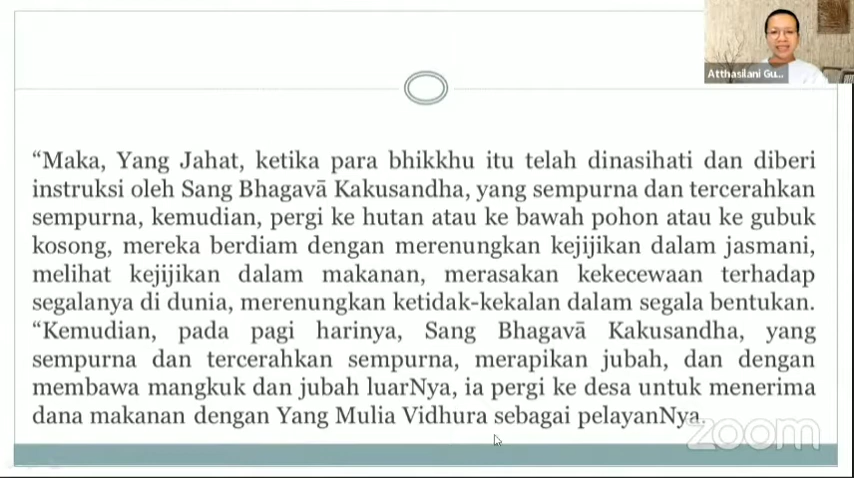 Atthasilani Gu...
“Maka, Yang Jahat, ketika para bhikkhu itu telah dinasihati dan diberi
instruksi oleh Sang Bhagavā Kakusandha, yang sempurna dan tercerahkan
sempurna, kemudian, pergi ke hutan atau ke bawah pohon atau ke gubuk
kosong, mereka berdiam dengan merenungkan kejijikan dalam jasmani,
melihat kejijikan dalam makanan, merasakan kekecewaan terhadap
segalanya di dunia, merenungkan ketidak-kekalan dalam segala bentukan.
“Kemudian, pada pagi harinya, Sang Bhagavā Kakusandha, yang
sempurna dan tercerahkan sempurna, merapikan jubah, dan dengan
membawa mangkuk dan jubah luarNya, ia pergi ke desa untuk menerima
dana makanan dengan Yang Mulia Vidhura sebagai pelayanNya.
zoom